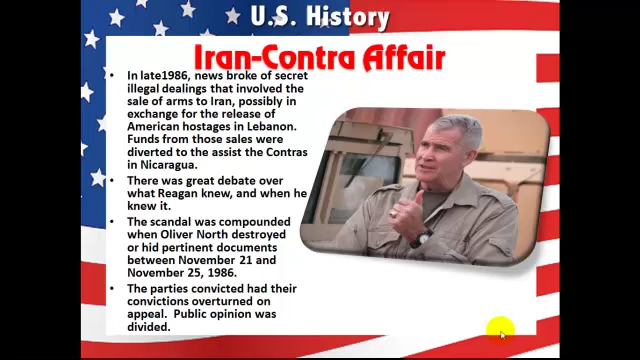 U.S. History
Iran-Contra Affair
• In late1986, news broke of secret
illegal dealings that involved the
sale of arms to Iran, possibly in
exchange for the release of
American hostages in Lebanon.
Funds from those sales were
diverted to the assist the Contras
in Nicaragua.
• There was great debate over
what Reagan knew, and when he
knew it.
• The scandal was compounded
when Oliver North destroyed
or hid pertinent documents
between November 21 and
November 25, 1986.
• The parties convicted had their
convictions overturned on
appeal.  Public opinion was
divided.